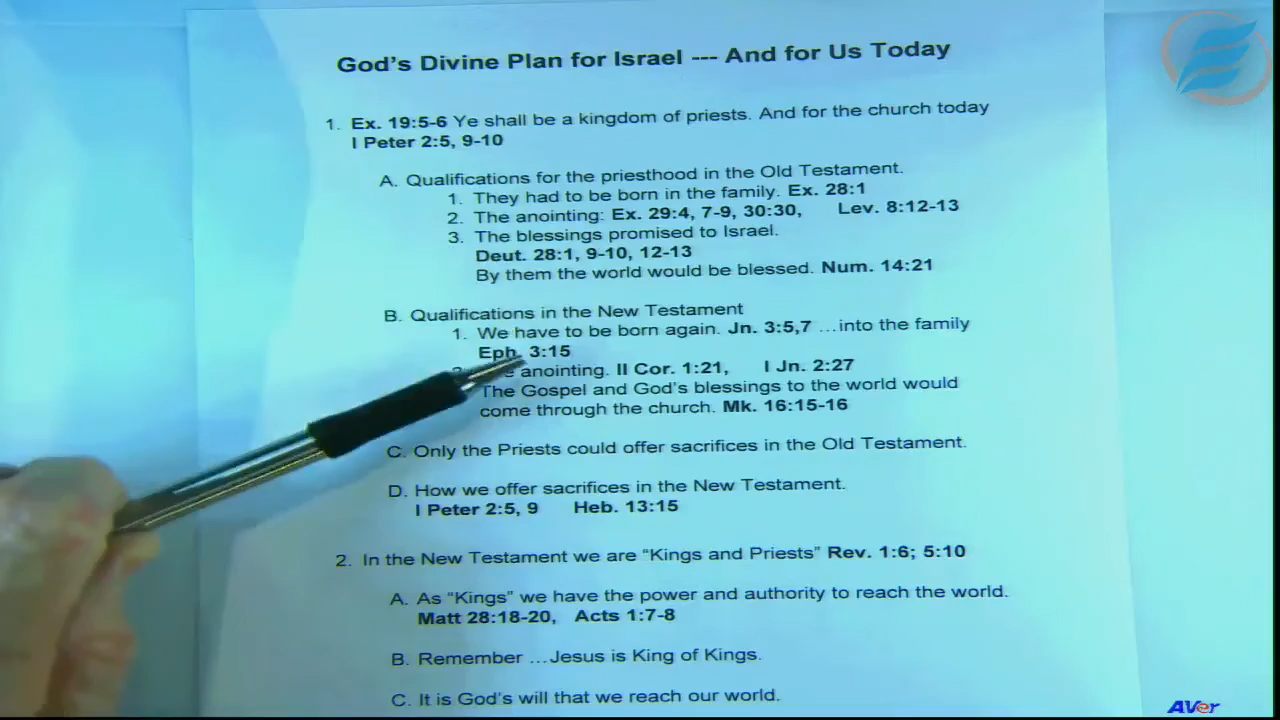 God's Divine Plan for Israel --- And for Us Today
1. Ex. 19:5-6 Ye shall be a kingdom of priests. And for the church today
I Peter 2:5, 9-10
A. Qualifications for the priesthood in the Old Testament.
1. They had to be born in the family. Ex. 28:1
2. The anointing: Ex. 29:4, 7-9, 30:30, Lev. 8:12-13
3. The blessings promised to Israel.
Deut. 28:1, 9-10, 12-13
By them the world would be blessed. Num. 14:21
B. Qualifications in the New Testament
1. We have to be born again. Jn. 3:5,7 ...into the family
Eph. 3:15
anointing. II Cor. 1:21, I Jn. 2:27
The Gospel and God's blessings to the world would
come through the church. Mk. 16:15-16
C. Only the Priests could offer sacrifices in the Old Testament.
D. How we offer sacrifices in the New Testament.
I Peter 2:5, 9 Heb. 13:15
2. In the New Testament we are “Kings and Priests” Rev. 1:6; 5:10
A. As “Kings” we have the power and authority to reach the world.
Matt 28:18-20, Acts 1:7-8
B. Remember ...Jesus is King of Kings.
C. It is God's will that we reach our world.
AVer